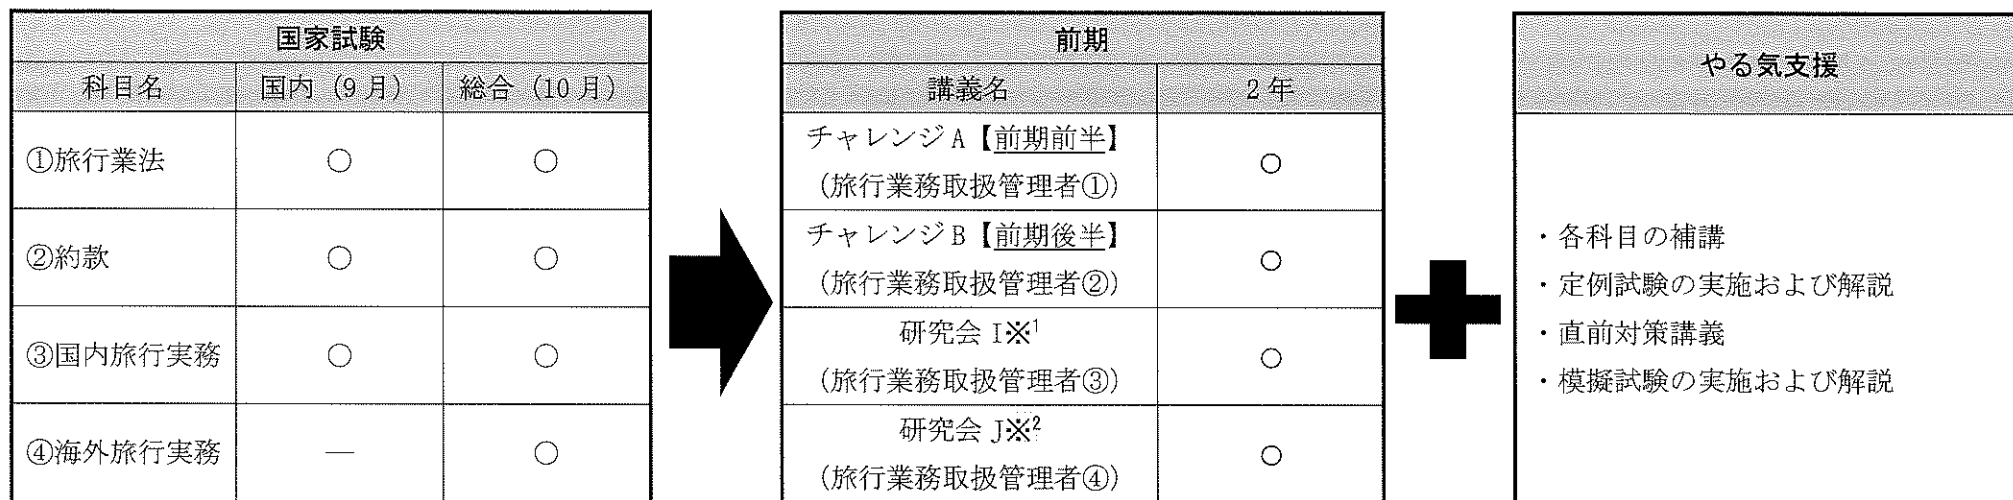 国家試験
科目名 国内（9月） 総合（10月）
①旅行業法 ○ ○
②約款 ○ ○
③国内旅行実務 ○ ○
④海外旅行実務 — ○
前期
講義名 2年
チャレンジA【前期前半】
（旅行業務取扱管理者①） ○
チャレンジB【前期後半】
（旅行業務取扱管理者②） ○
研究会I※1
（旅行業務取扱管理者③） ○
研究会J※2
（旅行業務取扱管理者④） ○
やる気支援
・各科目の補講
・定例試験の実施および解説
・直前対策講義
・模擬試験の実施および解説